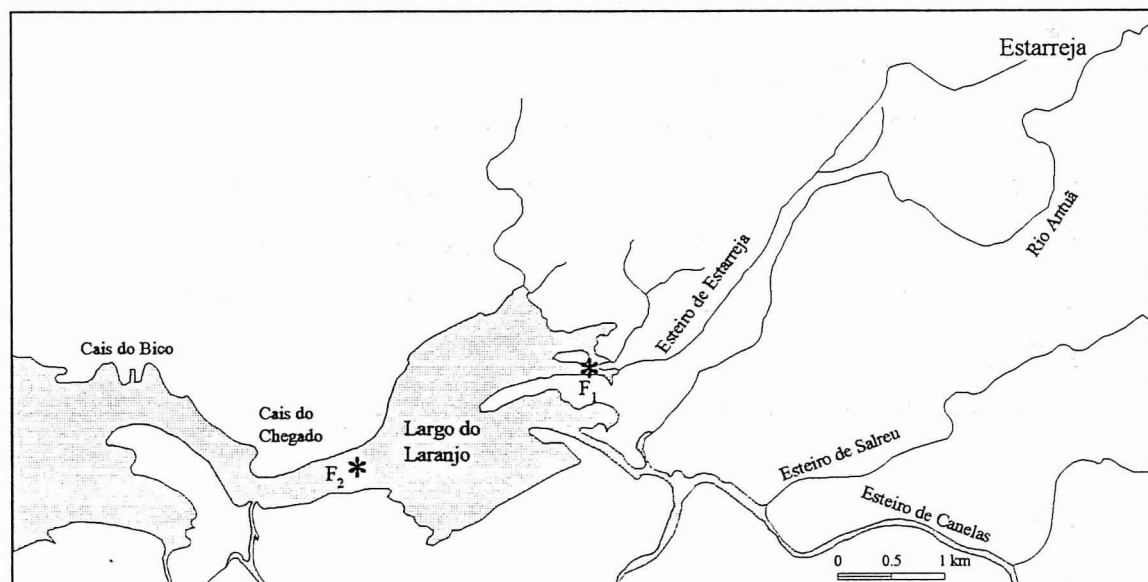 Estarreja
Rio Antuã
Esteiro de Estarreja
Cais do Bico
F1
Cais do
Chegado
Largo do
Laranjo
F2
Esteiro de Salreu
Esteiro de Canelas
0 0.5 1 km